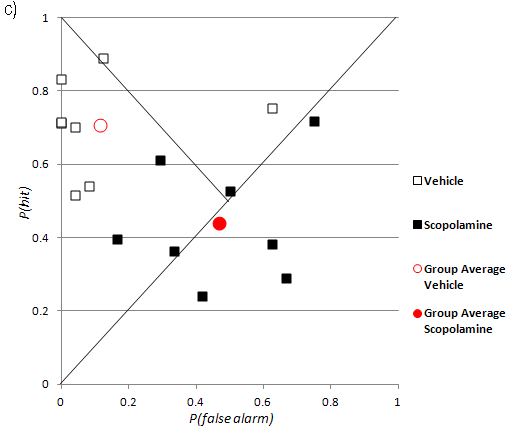 c)
1
0.8
0.6
0.4
0.2
0
P(hit)
0
0.2
0.4
0.6
0.8
1
P(false alarm)
Vehicle
Scopolamine
Group Average
Vehicle
Group Average
Scopolamine